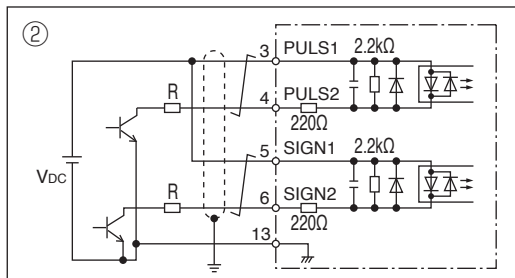 ②
3 PULS1 2.2kΩ
R 4 PULS2
220Ω
5 SIGN1 2.2kΩ
VDC
R 6 SIGN2
220Ω
13